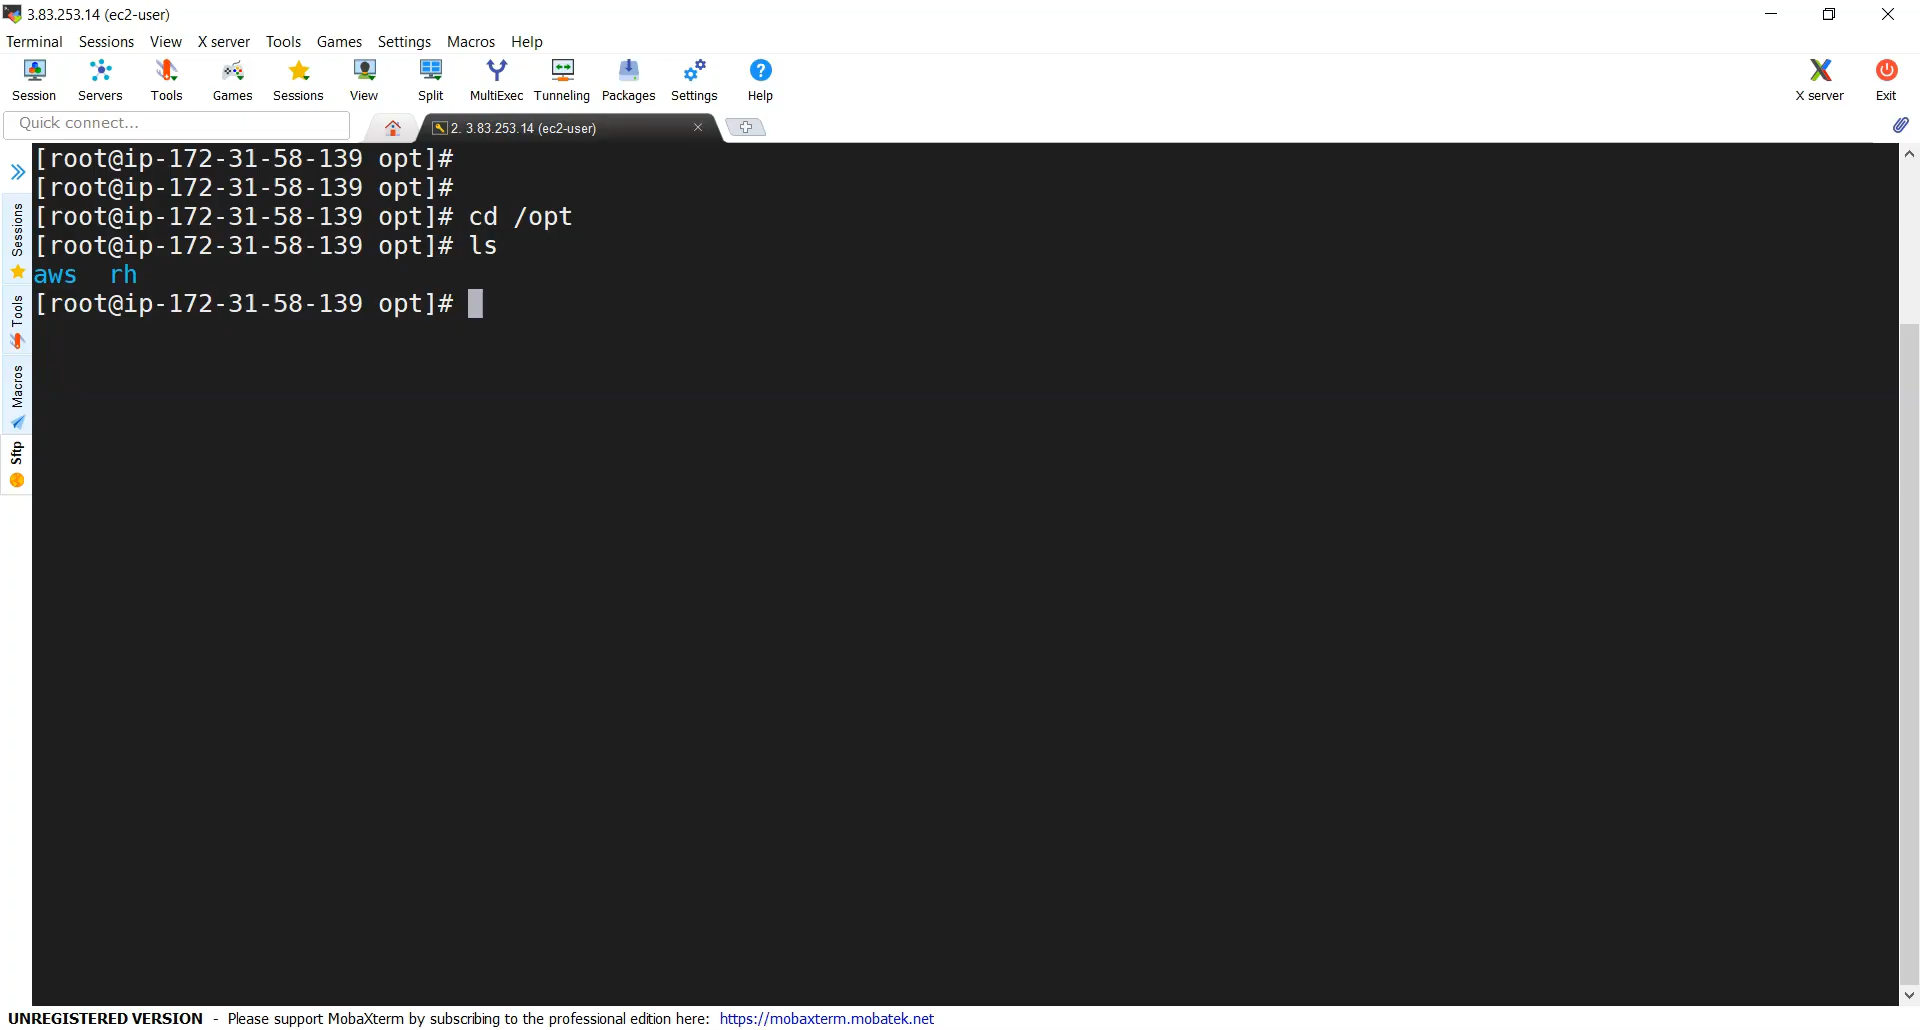 3.83.253.14 (ec2-user)
Terminal Sessions View X server Tools Games Settings Macros Help
Session Servers Tools Games Sessions View Split MultiExec Tunneling Packages Settings Help X server Exit
Quick connect...
2. 3.83.253.14 (ec2-user)
[root@ip-172-31-58-139 opt]#
[root@ip-172-31-58-139 opt]#
[root@ip-172-31-58-139 opt]# cd /opt
[root@ip-172-31-58-139 opt]# ls
aws rh
[root@ip-172-31-58-139 opt]#
Sessions
Tools
Macros
Sftp
UNREGISTERED VERSION - Please support MobaXterm by subscribing to the professional edition here: https://mobaxterm.mobatek.net